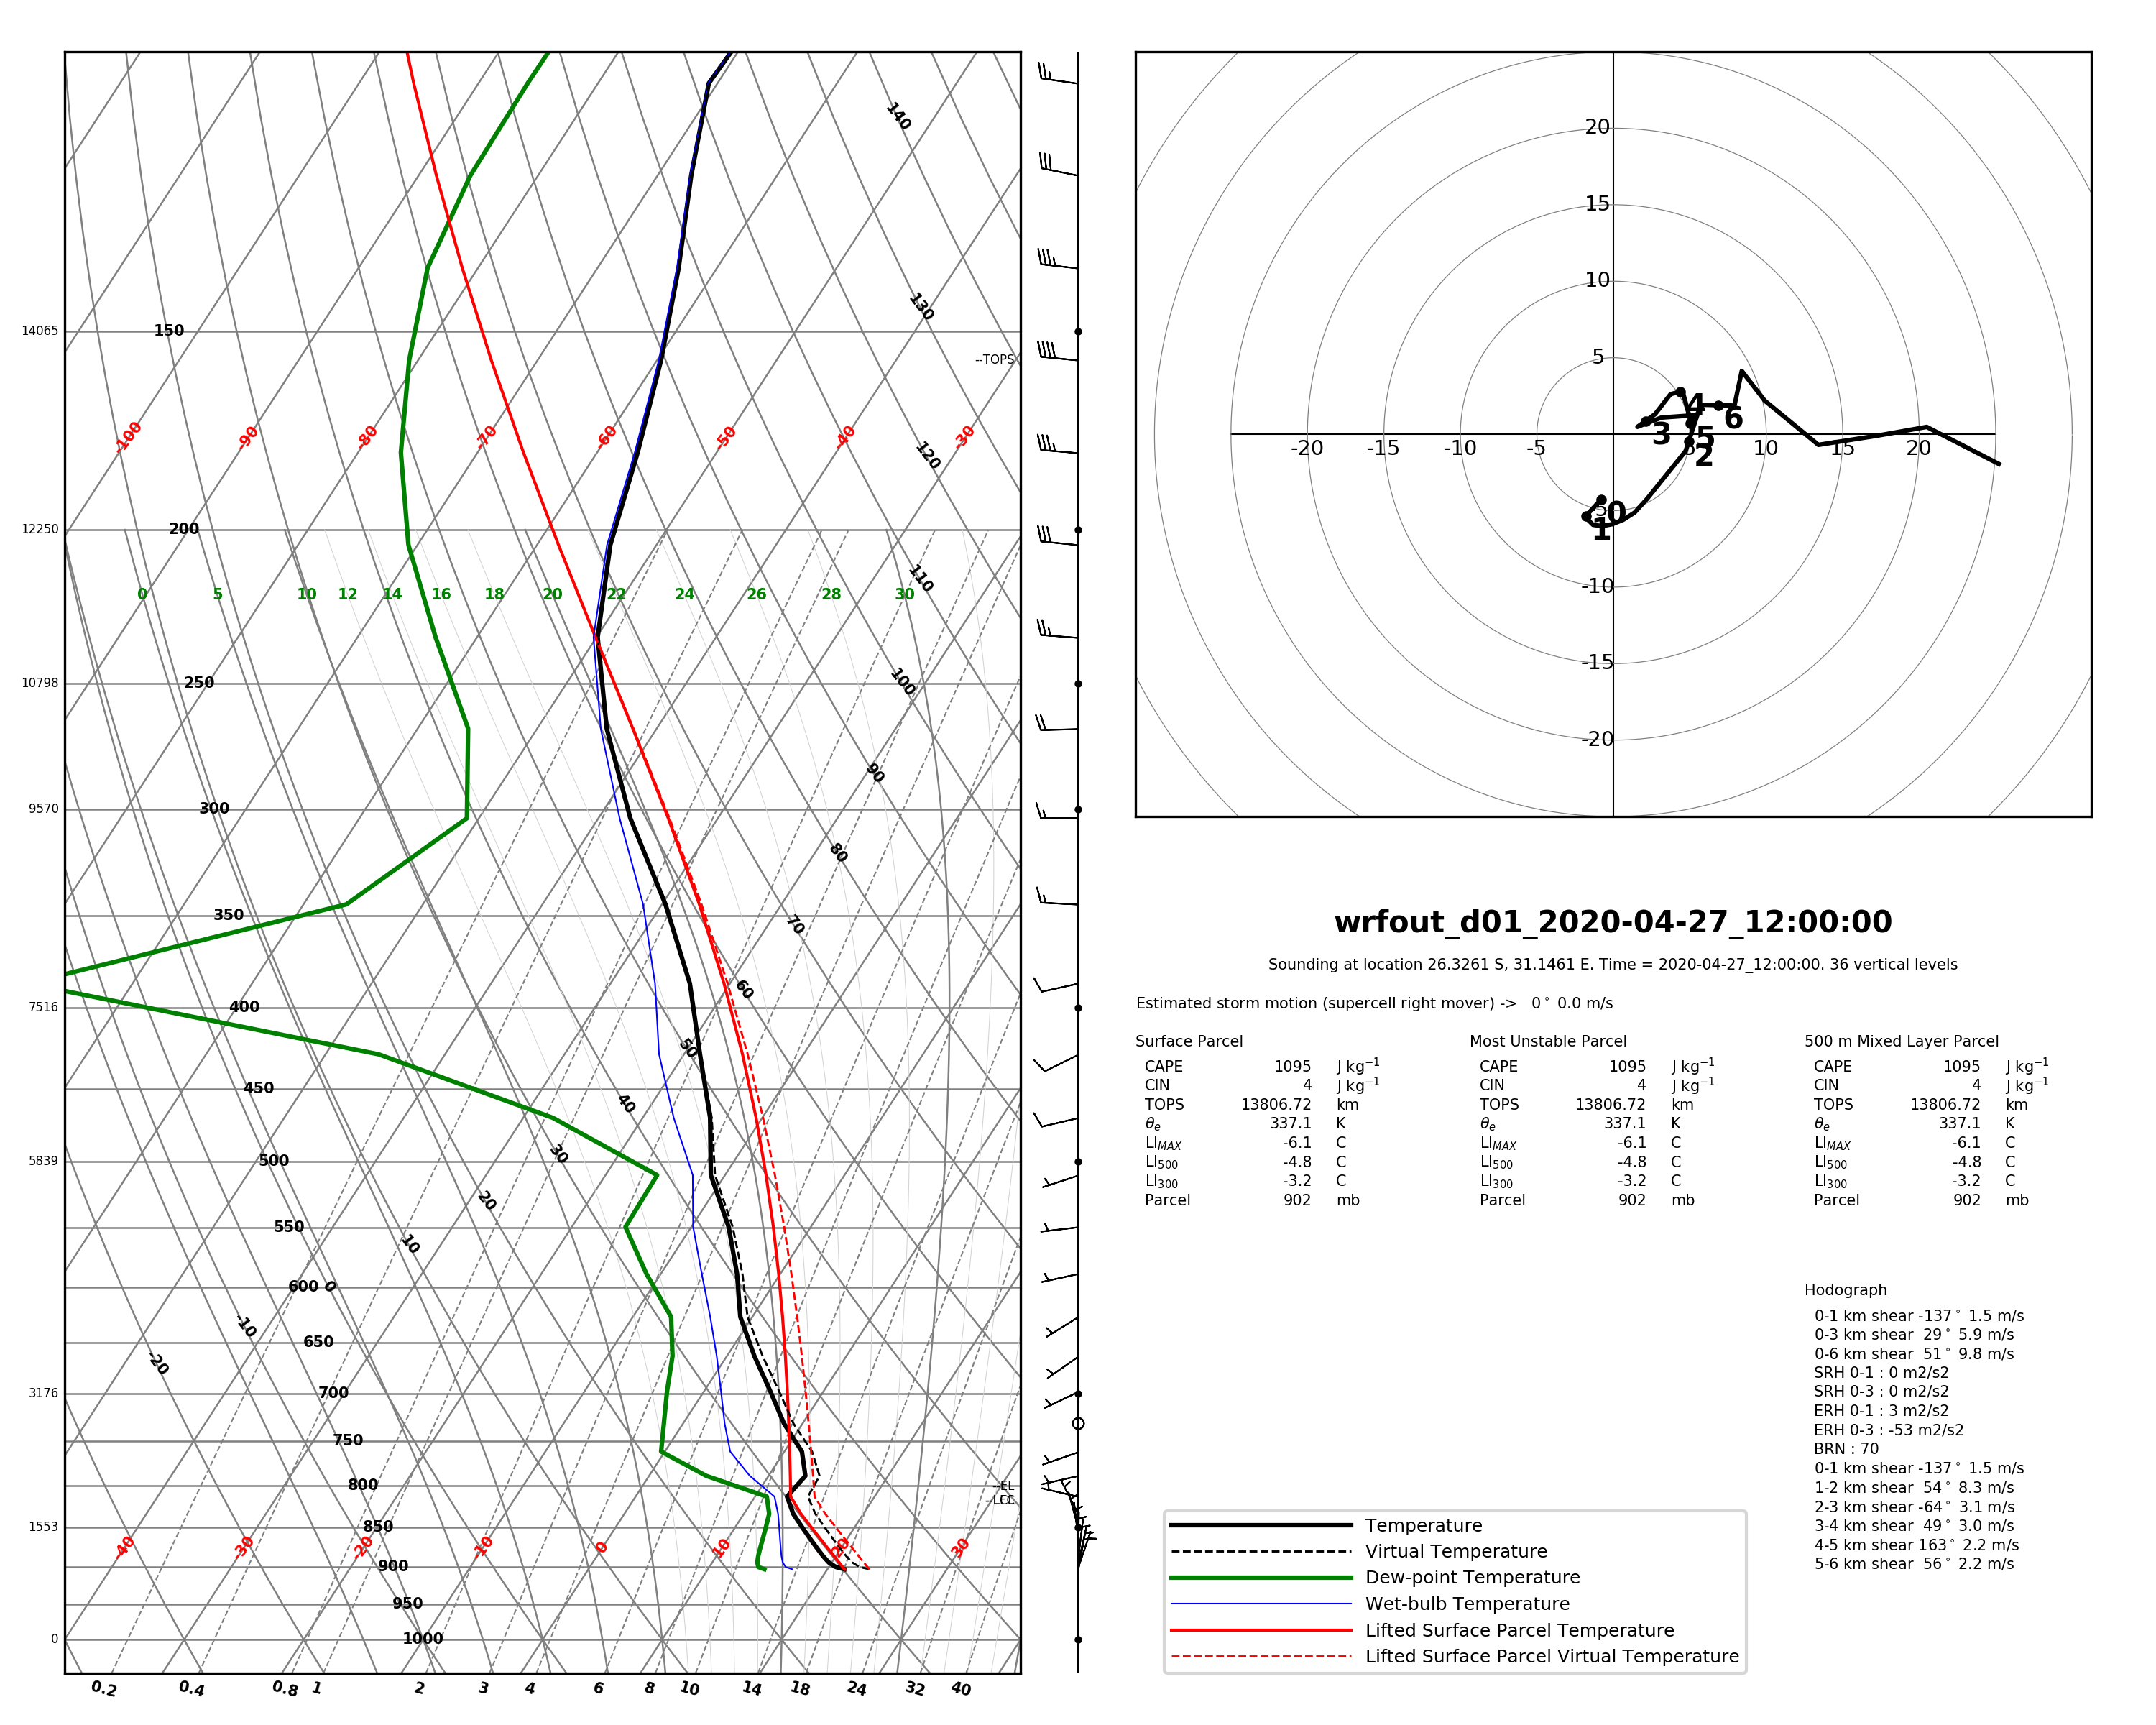 140
130
120
110
100
90
80
70
60
50
40
30
20
10
0
-10
-20
14065 150
--TOPS
-100 -90 -80 -70 -60 -50 -40 -30
12250 200
0 5 10 12 14 16 18 20 22 24 26 28 30
10798 250
9570 300
350
7516 400
450
5839 500
550
600
650
3176 700
750
800
--EL
1553 850
-40 -30 -20 -10 0 10 20 30
900
950
0 1000
0.2 0.4 0.8 1 2 3 4 6 8 10 14 18 24 32 40
20
15
10
5
-20 -15 -10 -5 5 10 15 20
-5
-10
-15
-20
0 1 2 3 4 5 6
wrfout_d01_2020-04-27_12:00:00
Sounding at location 26.3261 S, 31.1461 E. Time = 2020-04-27_12:00:00. 36 vertical levels
Estimated storm motion (supercell right mover) -> 0° 0.0 m/s
Surface Parcel
CAPE 1095 J kg⁻¹
CIN 4 J kg⁻¹
TOPS 13806.72 km
θe 337.1 K
LIMAX -6.1 C
LI500 -4.8 C
LI300 -3.2 C
Parcel 902 mb
Most Unstable Parcel
CAPE 1095 J kg⁻¹
CIN 4 J kg⁻¹
TOPS 13806.72 km
θe 337.1 K
LIMAX -6.1 C
LI500 -4.8 C
LI300 -3.2 C
Parcel 902 mb
500 m Mixed Layer Parcel
CAPE 1095 J kg⁻¹
CIN 4 J kg⁻¹
TOPS 13806.72 km
θe 337.1 K
LIMAX -6.1 C
LI500 -4.8 C
LI300 -3.2 C
Parcel 902 mb
Hodograph
0-1 km shear -137° 1.5 m/s
0-3 km shear 29° 5.9 m/s
0-6 km shear 51° 9.8 m/s
SRH 0-1 : 0 m2/s2
SRH 0-3 : 0 m2/s2
ERH 0-1 : 3 m2/s2
ERH 0-3 : -53 m2/s2
BRN : 70
0-1 km shear -137° 1.5 m/s
1-2 km shear 54° 8.3 m/s
2-3 km shear -64° 3.1 m/s
3-4 km shear 49° 3.0 m/s
4-5 km shear 163° 2.2 m/s
5-6 km shear 56° 2.2 m/s
Temperature
Virtual Temperature
Dew-point Temperature
Wet-bulb Temperature
Lifted Surface Parcel Temperature
Lifted Surface Parcel Virtual Temperature